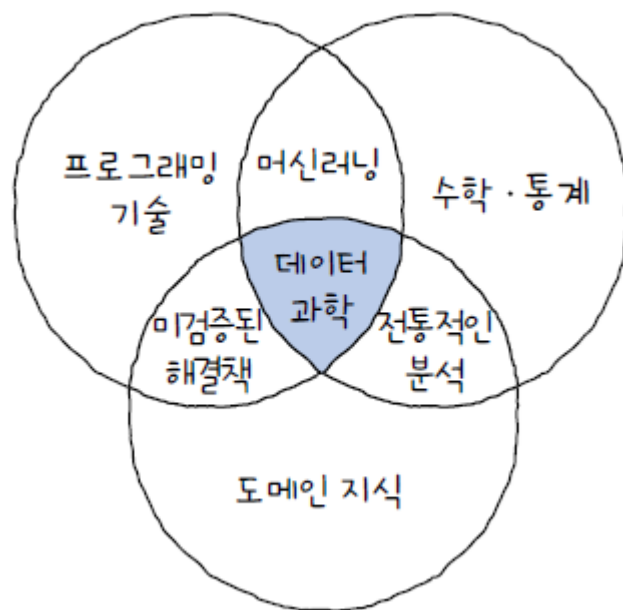 프로그래밍
기술
머신러닝
수학·통계
데이터
과학
미검증된
해결책
전통적인
분석
도메인 지식